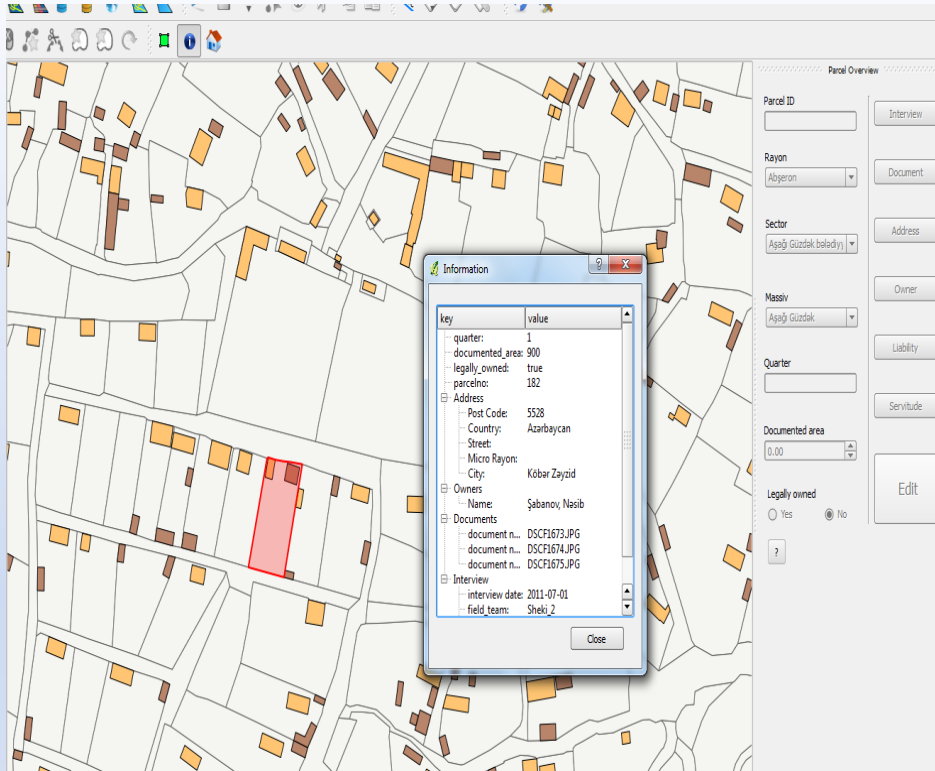 Parcel Overview
Parcel ID
Interview
Rayon
Abşeron
Document
Sector
Aşağı Güzdək bələdiyy
Address
Massiv
Aşağı Güzdək
Owner
Quarter
Liability
Servitude
Documented area
0.00
Legally owned
Yes
No
Edit
?
Information
?
X
key value
quarter: 1
documented_area: 900
legally_owned: true
parcelno: 182
Address
Post Code: 5528
Country: Azərbaycan
Street:
Micro Rayon:
City: Köbər Zəyzid
Owners
Name: Şabanov, Nəsib
Documents
document n... DSCF1673.JPG
document n... DSCF1674.JPG
document n... DSCF1675.JPG
Interview
interview date: 2011-07-01
field_team: Sheki_2
Close